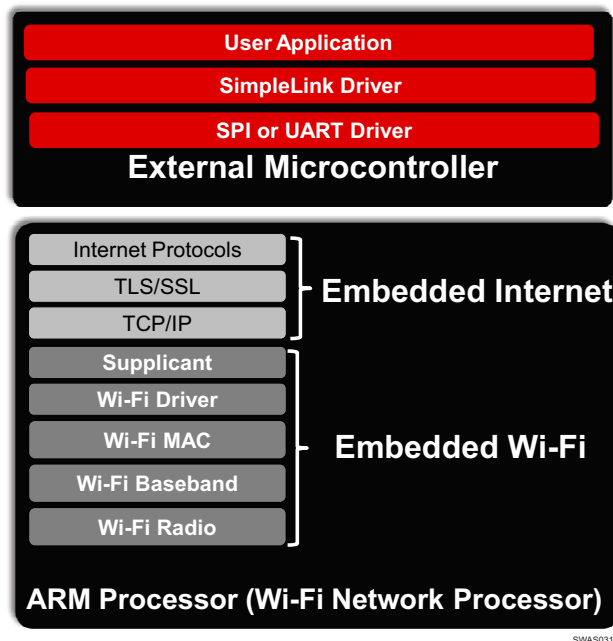 User Application
SimpleLink Driver
SPI or UART Driver
External Microcontroller
Internet Protocols
TLS/SSL
TCP/IP
Embedded Internet
Supplicant
Wi-Fi Driver
Wi-Fi MAC
Wi-Fi Baseband
Wi-Fi Radio
Embedded Wi-Fi
ARM Processor (Wi-Fi Network Processor)
SWAS031